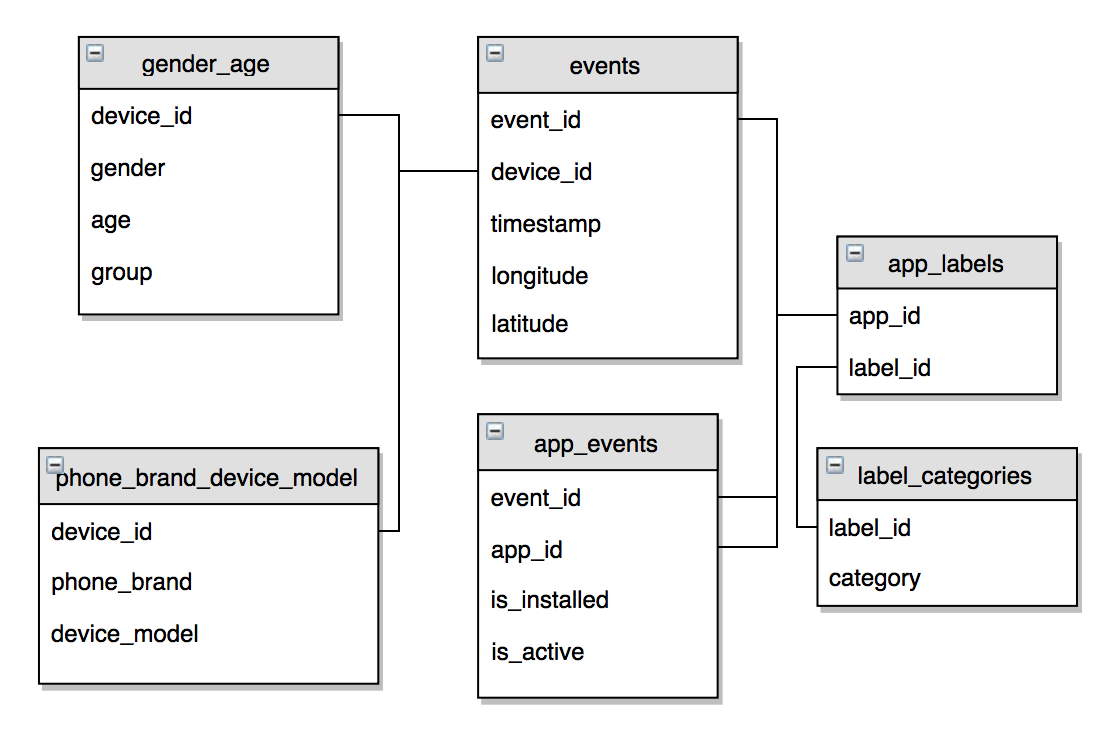 gender_age
device_id
gender
age
group
events
event_id
device_id
timestamp
longitude
latitude
app_labels
app_id
label_id
phone_brand_device_model
device_id
phone_brand
device_model
app_events
event_id
app_id
is_installed
is_active
label_categories
label_id
category